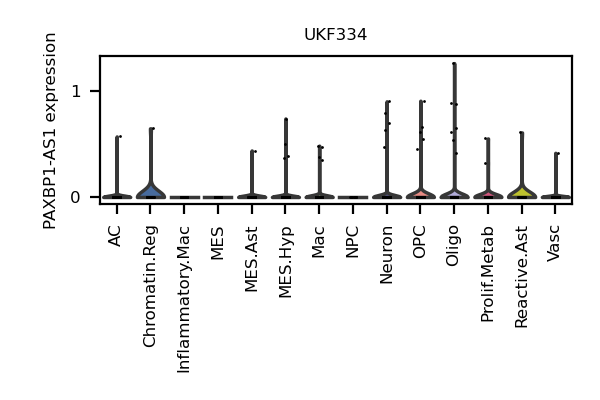 UKF334
PAXBP1-AS1 expression
1
0
AC
Chromatin.Reg
Inflammatory.Mac
MES
MES.Ast
MES.Hyp
Mac
NPC
Neuron
OPC
Oligo
Prolif.Metab
Reactive.Ast
Vasc